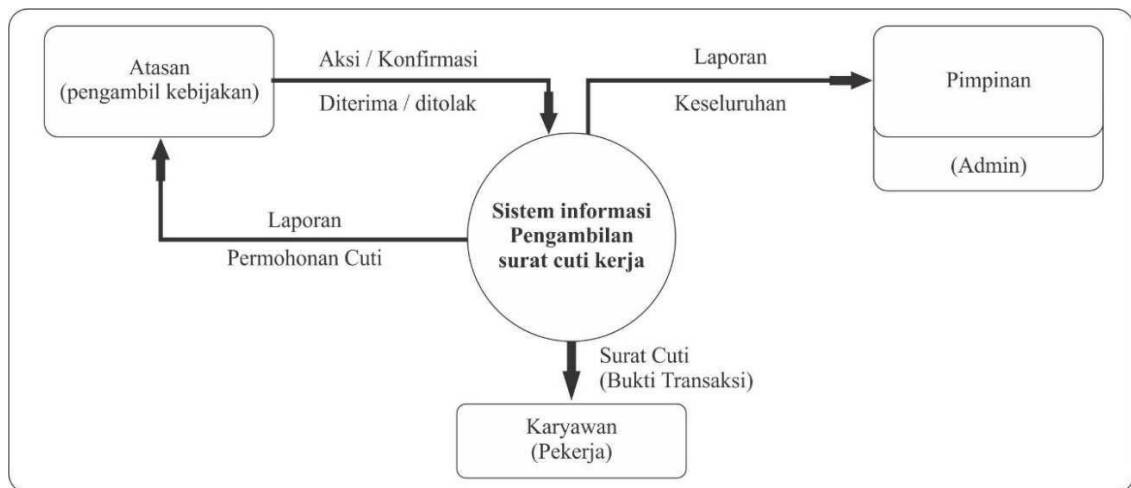 Atasan
(pengambil kebijakan)
Aksi / Konfirmasi
Diterima / ditolak
Laporan
Keseluruhan
Pimpinan
(Admin)
Laporan
Permohonan Cuti
Sistem informasi
Pengambilan
surat cuti kerja
Surat Cuti
(Bukti Transaksi)
Karyawan
(Pekerja)